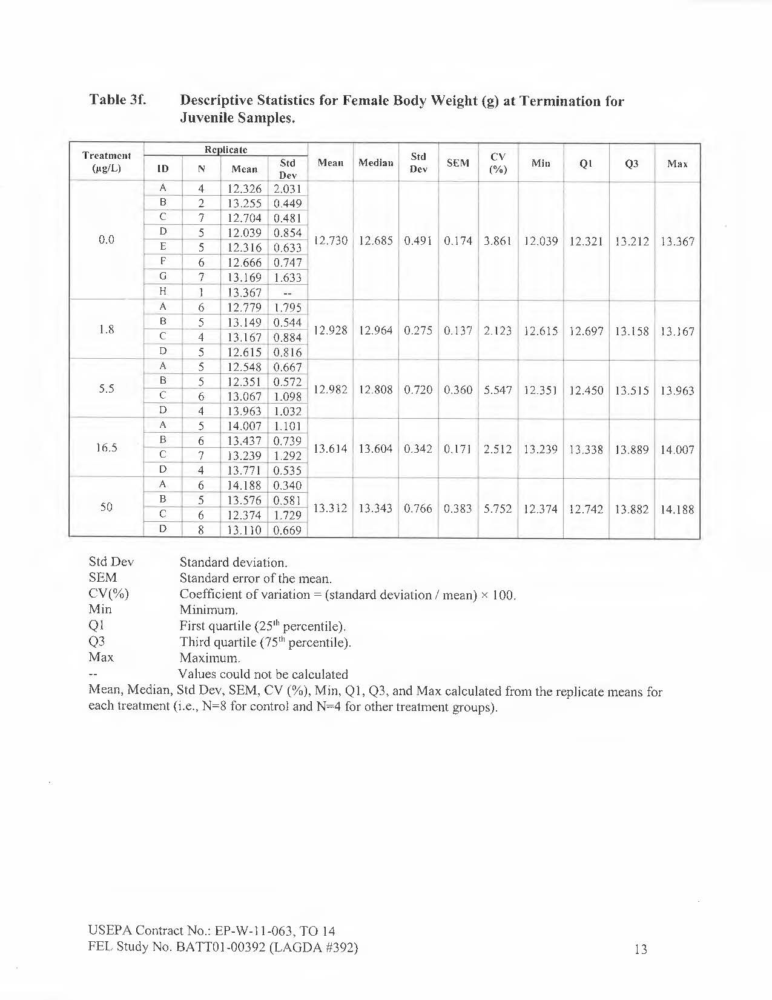 Table 3f. Descriptive Statistics for Female Body Weight (g) at Termination for
Juvenile Samples.
Treatment (µg/L) Replicate Mean Median Std Dev SEM CV (%) Min Q1 Q3 Max
ID N Mean Std Dev
A 4 12.326 2.031
B 2 13.255 0.449
C 7 12.704 0.481
D 5 12.039 0.854
0.0 12.730 12.685 0.491 0.174 3.861 12.039 12.321 13.212 13.367
E 5 12.316 0.633
F 6 12.666 0.747
G 7 13.169 1.633
H 1 13.367 --
A 6 12.779 1.795
B 5 13.149 0.544
1.8 12.928 12.964 0.275 0.137 2.123 12.615 12.697 13.158 13.167
C 4 13.167 0.884
D 5 12.615 0.816
A 5 12.548 0.667
B 5 12.351 0.572
5.5 12.982 12.808 0.720 0.360 5.547 12.351 12.450 13.515 13.963
C 6 13.067 1.098
D 4 13.963 1.032
A 5 14.007 1.101
B 6 13.437 0.739
16.5 13.614 13.604 0.342 0.171 2.512 13.239 13.338 13.889 14.007
C 7 13.239 1.292
D 4 13.771 0.535
A 6 14.188 0.340
B 5 13.576 0.581
50 13.312 13.343 0.766 0.383 5.752 12.374 12.742 13.882 14.188
C 6 12.374 1.729
D 8 13.110 0.669
Std Dev Standard deviation.
SEM Standard error of the mean.
CV(%) Coefficient of variation = (standard deviation / mean) × 100.
Min Minimum.
Q1 First quartile (25th percentile).
Q3 Third quartile (75th percentile).
Max Maximum.
-- Values could not be calculated
Mean, Median, Std Dev, SEM, CV (%), Min, Q1, Q3, and Max calculated from the replicate means for
each treatment (i.e., N=8 for control and N=4 for other treatment groups).
USEPA Contract No.: EP-W-11-063, TO 14
FEL Study No. BATT01-00392 (LAGDA #392) 13